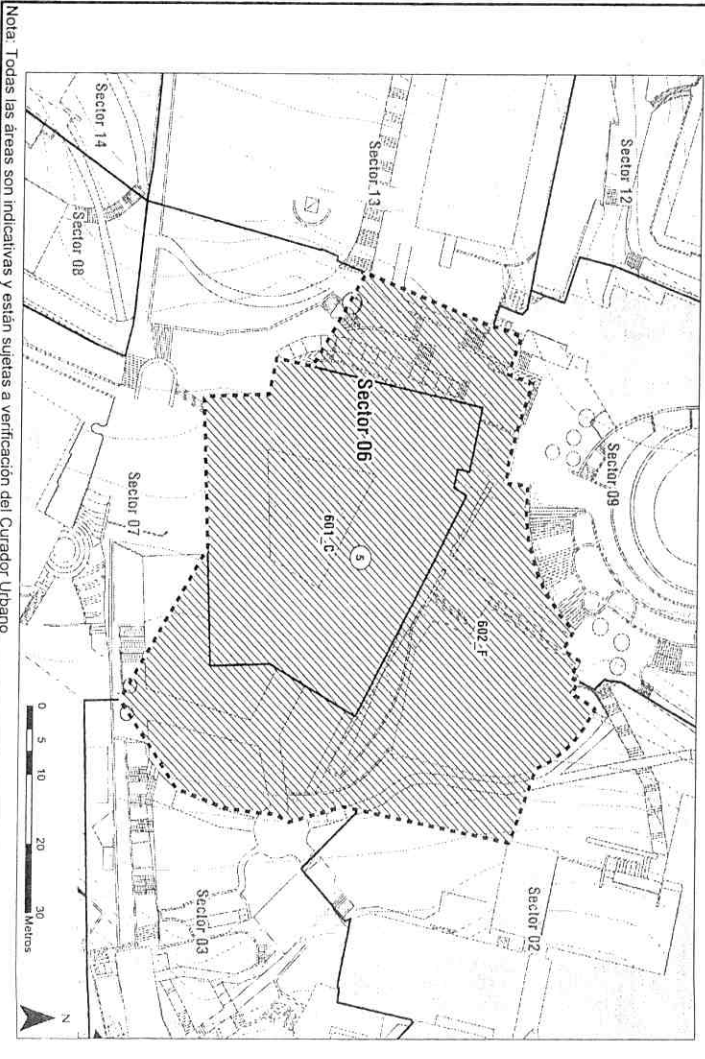 Sector 14
Sector 08
Sector 13
Sector 12
Sector 06
Sector 09
Sector 07
601_C
5
602_F
Sector 03
Sector 02
0 5 10 20 30
Metros
N
Nota: Todas las áreas son indicativas y están sujetas a verificación del Curador Urbano